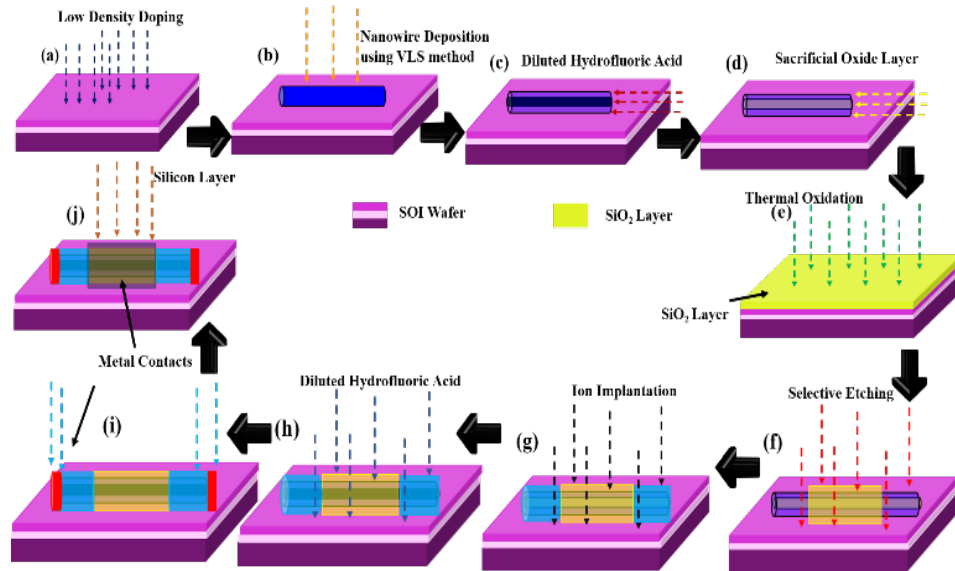 Low Density Doping
(a)
(b)
Nanowire Deposition
using VLS method
(c)
Diluted Hydrofluoric Acid
(d)
Sacrificial Oxide Layer
Silicon Layer
(j)
SOI Wafer
SiO₂ Layer
Thermal Oxidation
(e)
SiO₂ Layer
Metal Contacts
(i)
Diluted Hydrofluoric Acid
(h)
Ion Implantation
(g)
Selective Etching
(f)